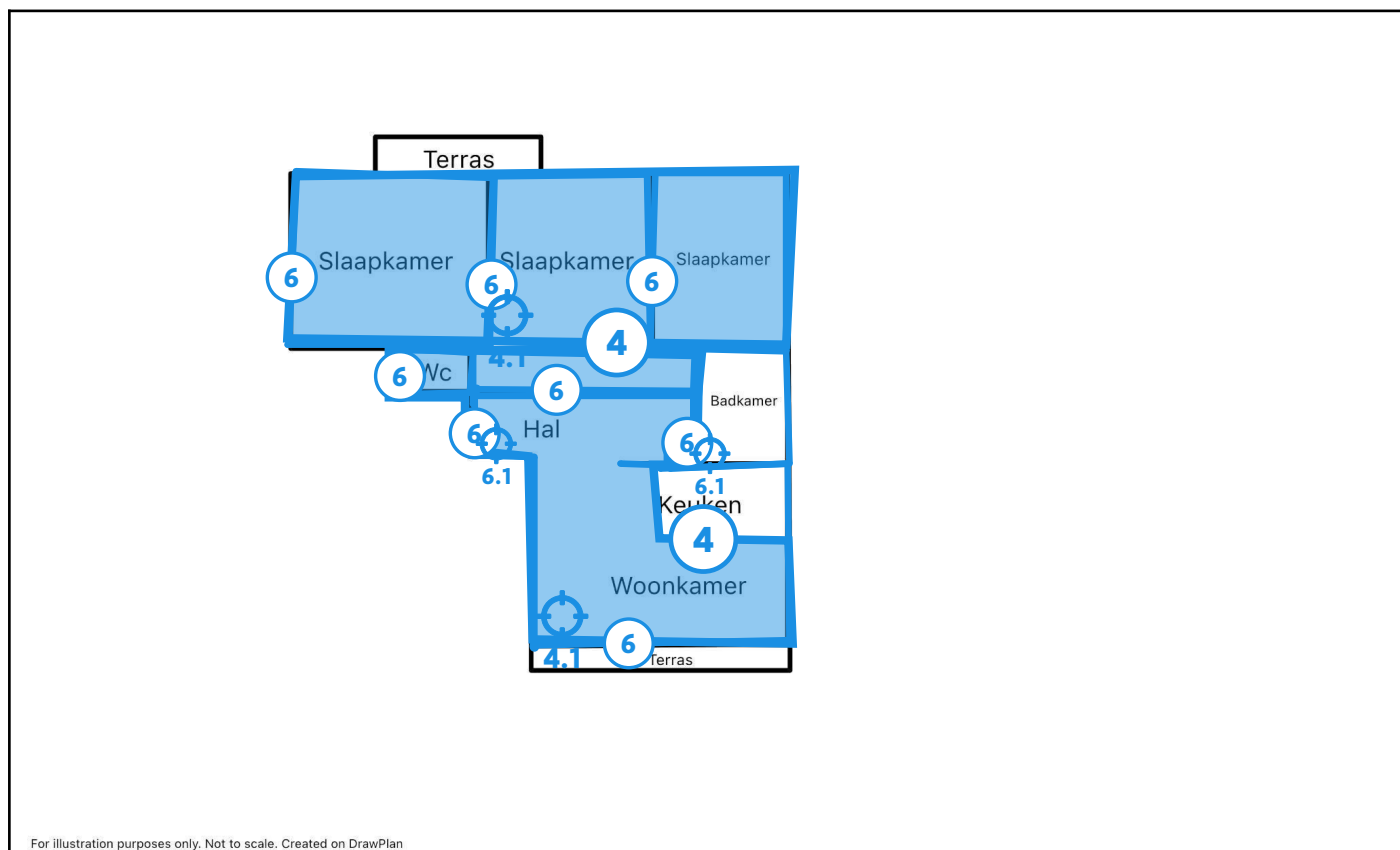 Terras
Slaapkamer
Slaapkamer
Slaapkamer
6
6
6
4
4.1
Wc
6
6
Badkamer
Hal
6
6
6.1
6.1
Keuken
4
Woonkamer
4.1
6
Terras
For illustration purposes only. Not to scale. Created on DrawPlan